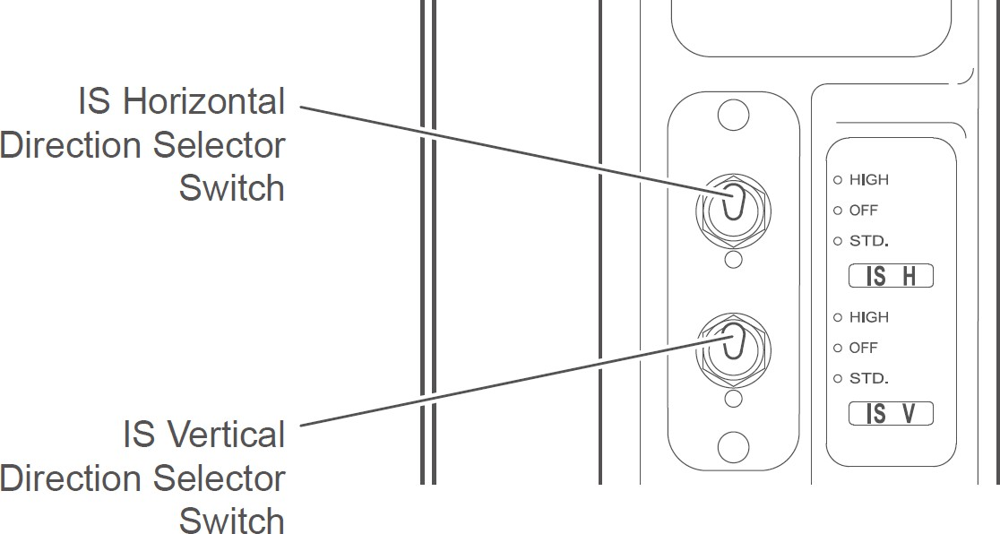 IS Horizontal
Direction Selector
Switch
HIGH
OFF
STD.
IS H
HIGH
OFF
STD.
IS V
IS Vertical
Direction Selector
Switch